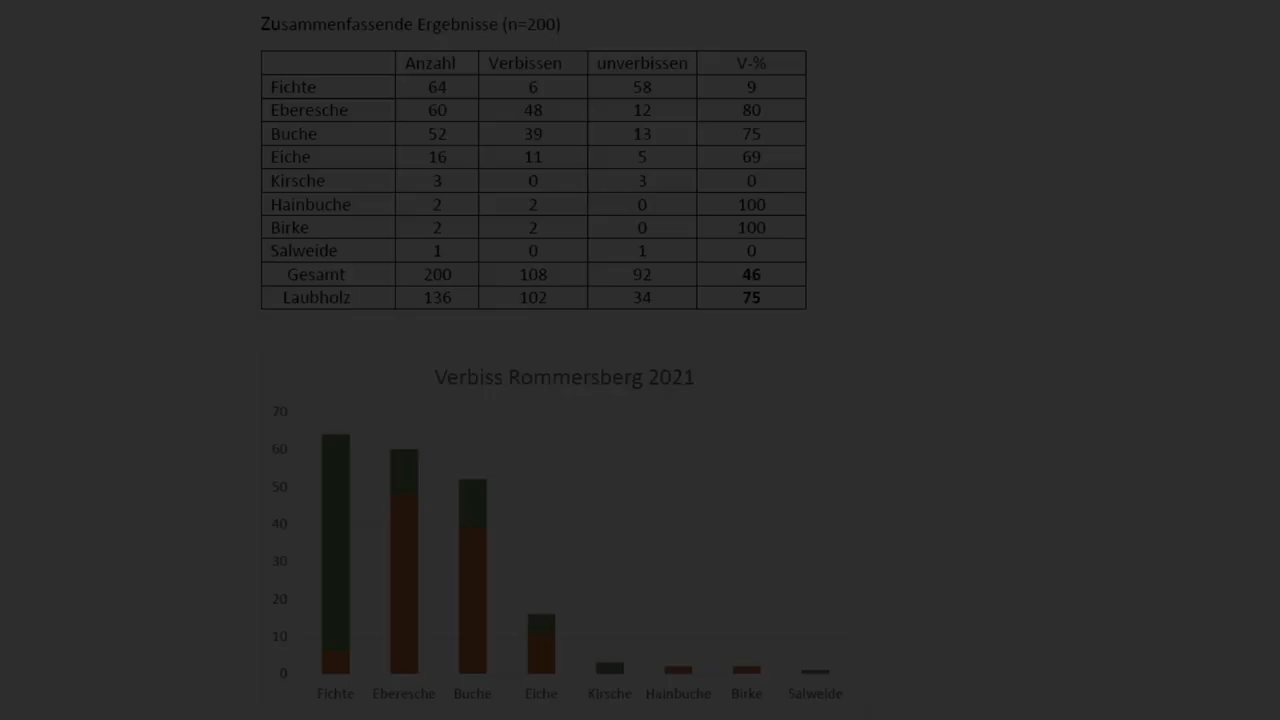 Zusammenfassende Ergebnisse (n=200)
Anzahl Verbissen unverbissen V-%
Fichte 64 6 58 9
Eberesche 60 48 12 80
Buche 52 39 13 75
Eiche 16 11 5 69
Kirsche 3 0 3 0
Hainbuche 2 2 0 100
Birke 2 2 0 100
Salweide 1 0 1 0
Gesamt 200 108 92 46
Laubholz 136 102 34 75
Verbiss Rommersberg 2021
70
60
50
40
30
20
10
0
Fichte Eberesche Buche Eiche Kirsche Hainbuche Birke Salweide